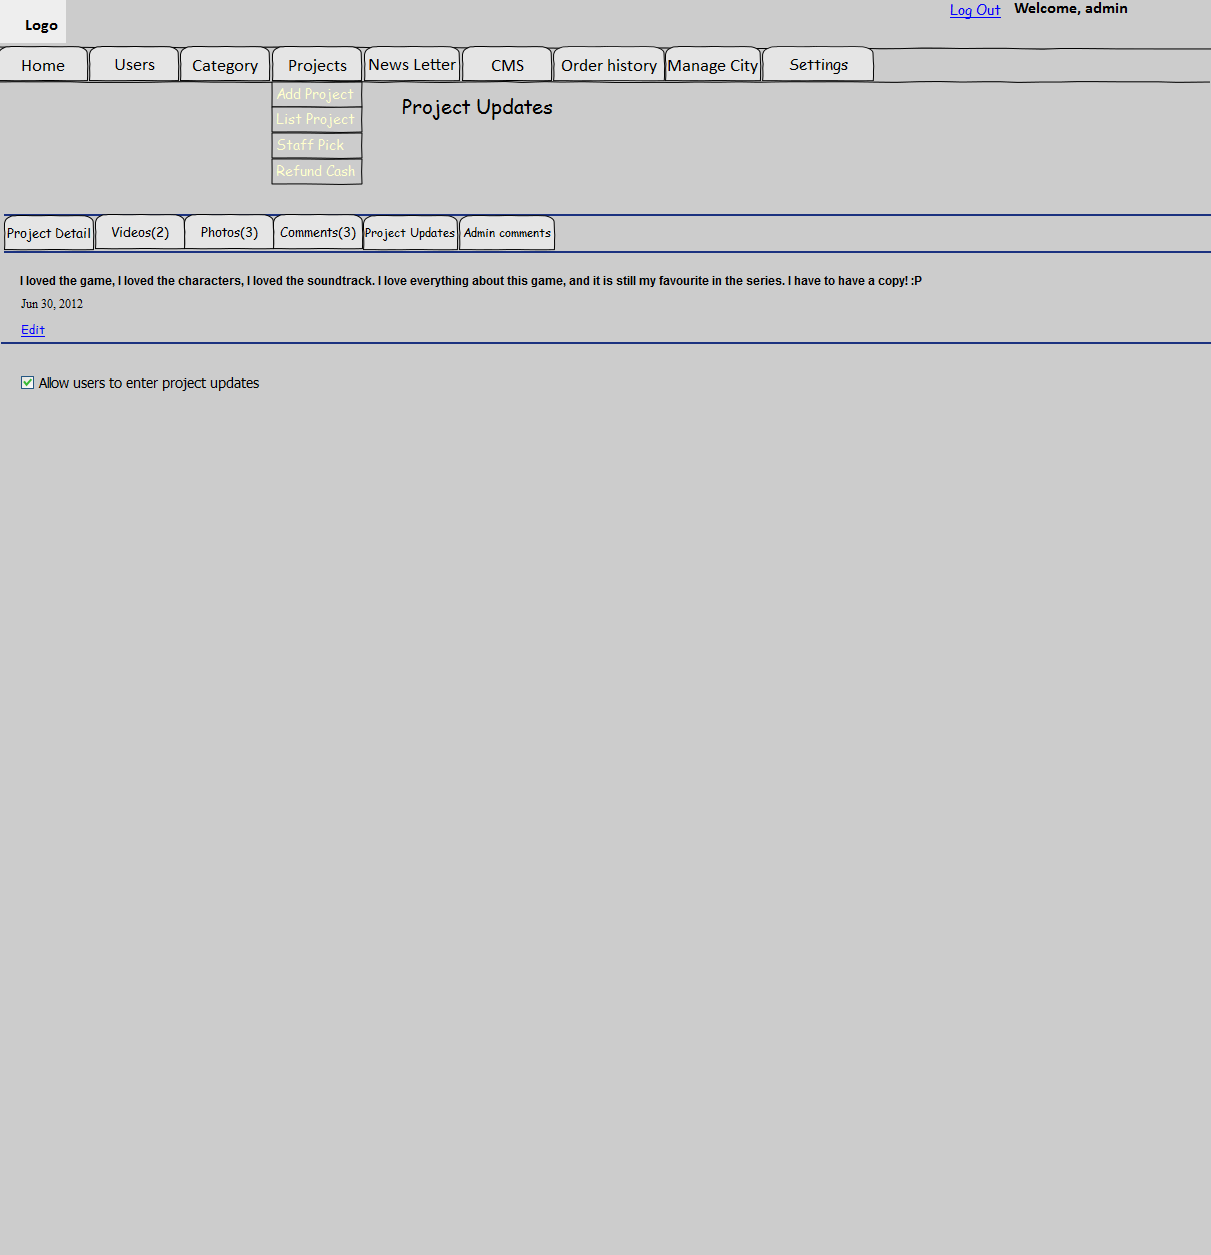 Logo
Log Out Welcome, admin
Home Users Category Projects News Letter CMS Order history Manage City Settings
Add Project
List Project
Staff Pick
Refund Cash
Project Updates
Project Detail Videos(2) Photos(3) Comments(3) Project Updates Admin comments
I loved the game, I loved the characters, I loved the soundtrack. I love everything about this game, and it is still my favourite in the series. I have to have a copy! :P
Jun 30, 2012
Edit
Allow users to enter project updates